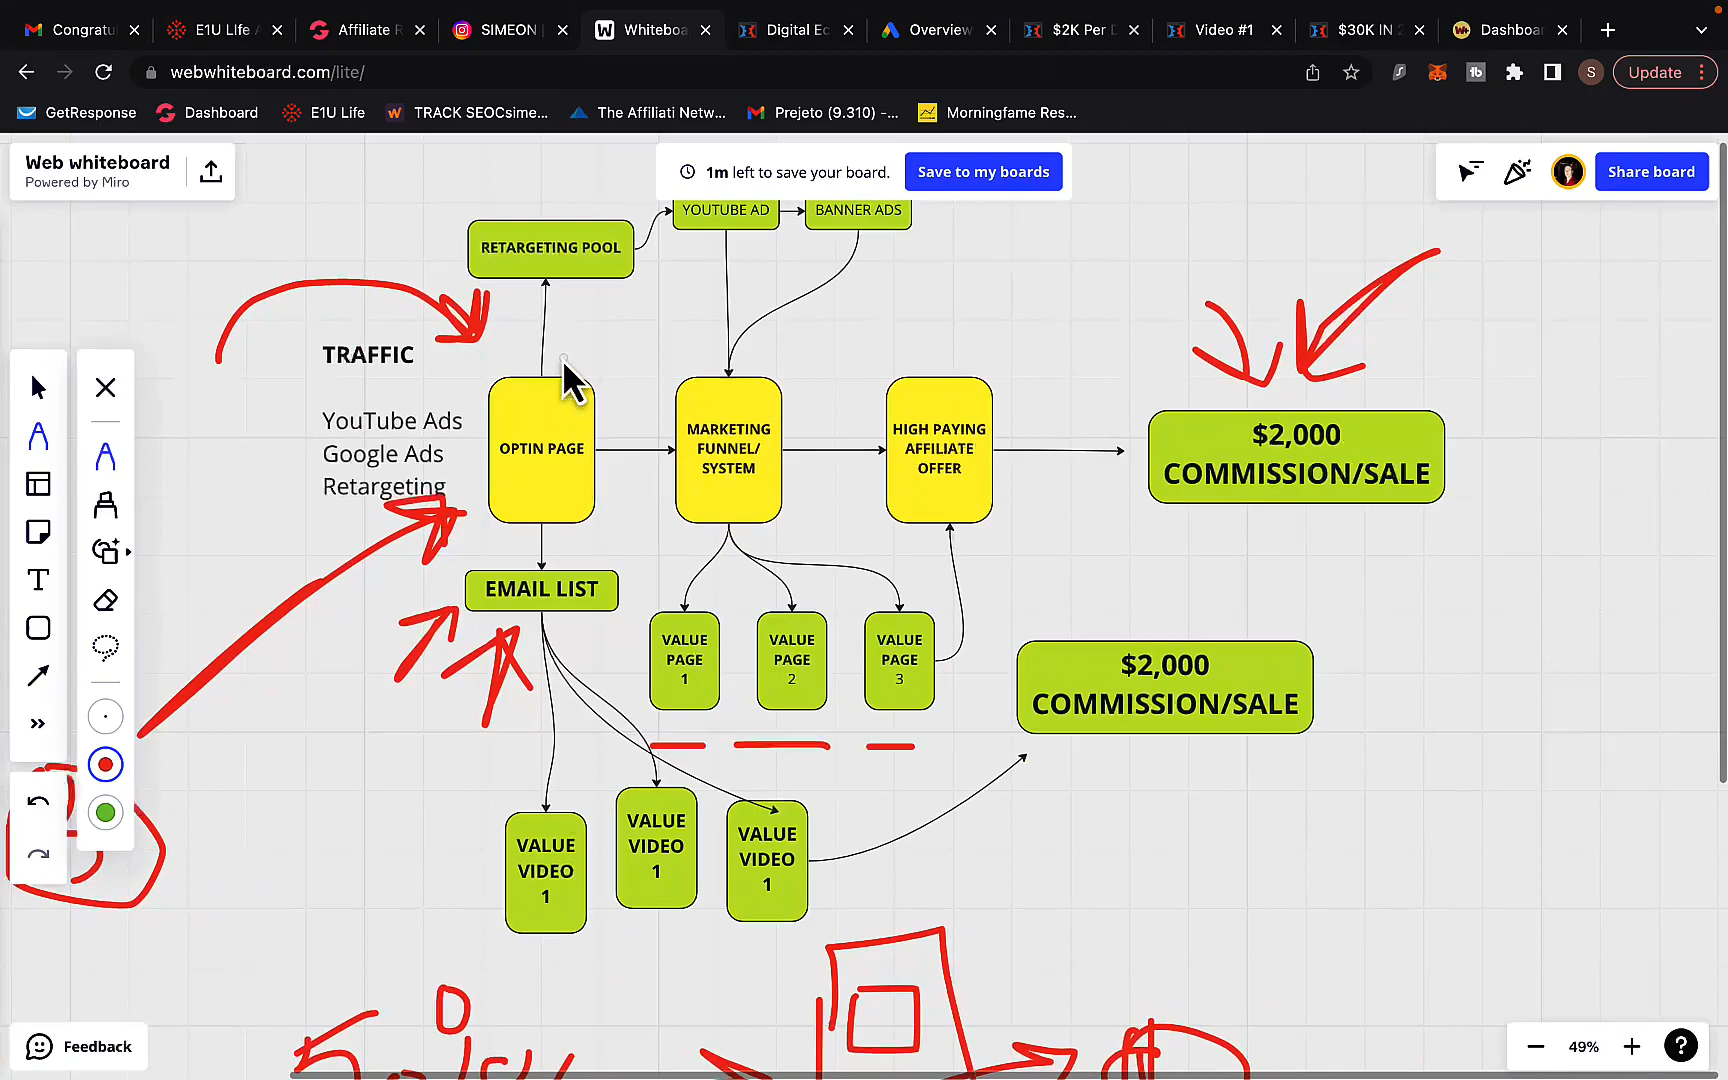 Congratu
E1U LIfe A
Affiliate R
SIMEON
Whiteboa
Digital Ec
Overview
$2K Per D
Video #1
$30K IN 2
Dashboar
webwhiteboard.com/lite/
S
Update
GetResponse
Dashboard
E1U Life
TRACK SEOCsime...
The Affiliati Netw...
Prejeto (9.310) -...
Morningfame Res...
Web whiteboard
Powered by Miro
1m left to save your board.
Save to my boards
Share board
YOUTUBE AD
BANNER ADS
RETARGETING POOL
TRAFFIC
YouTube Ads
Google Ads
Retargeting
OPTIN PAGE
MARKETING
FUNNEL/
SYSTEM
HIGH PAYING
AFFILIATE
OFFER
$2,000
COMMISSION/SALE
EMAIL LIST
VALUE
PAGE
1
VALUE
PAGE
2
VALUE
PAGE
3
$2,000
COMMISSION/SALE
VALUE
VIDEO
1
VALUE
VIDEO
1
VALUE
VIDEO
1
Feedback
49%